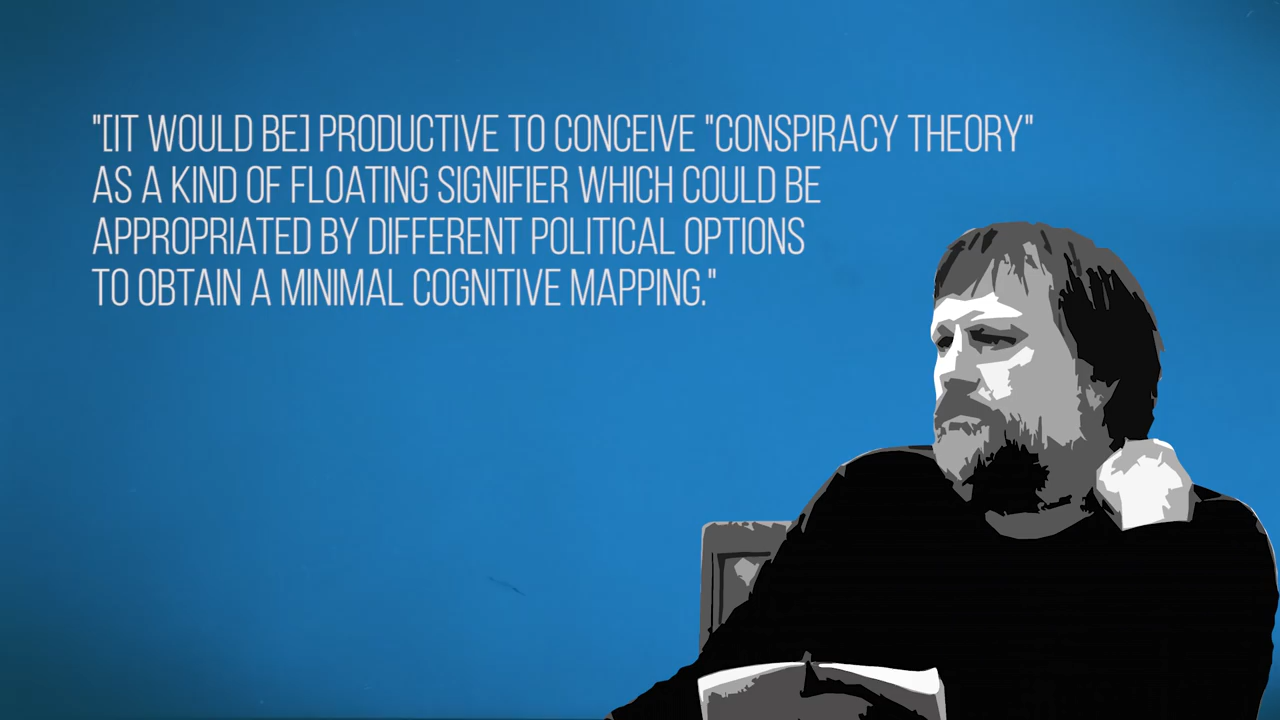 "[IT WOULD BE] PRODUCTIVE TO CONCEIVE "CONSPIRACY THEORY"
AS A KIND OF FLOATING SIGNIFIER WHICH COULD BE
APPROPRIATED BY DIFFERENT POLITICAL OPTIONS
TO OBTAIN A MINIMAL COGNITIVE MAPPING."